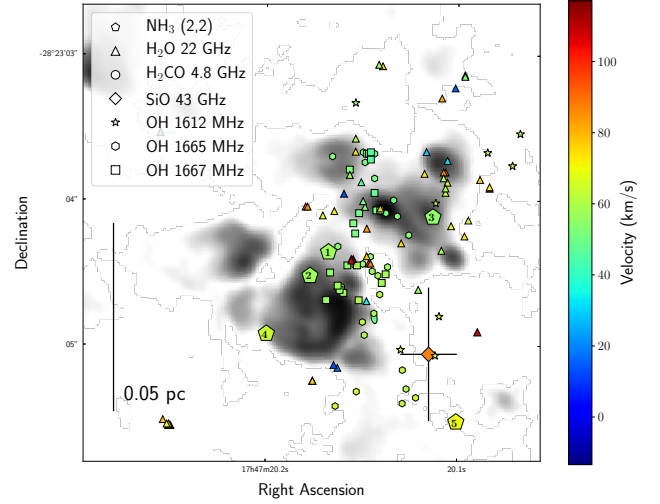 NH₃ (2,2)
H₂O 22 GHz
H₂CO 4.8 GHz
SiO 43 GHz
OH 1612 MHz
OH 1665 MHz
OH 1667 MHz
-28°23'03"
04"
05"
Declination
17h47m20.2s
20.1s
Right Ascension
0.05 pc
1
2
3
4
5
100
80
60
40
20
0
Velocity (km/s)